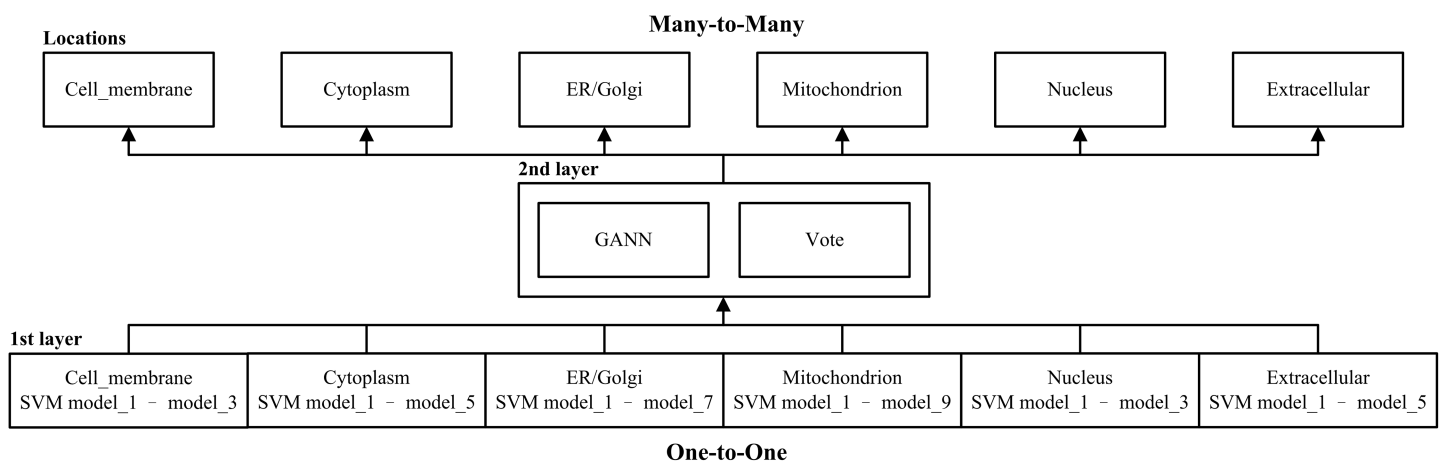 Many-to-Many
Locations
Cell_membrane
Cytoplasm
ER/Golgi
Mitochondrion
Nucleus
Extracellular
2nd layer
GANN
Vote
1st layer
Cell_membrane
SVM model_1 – model_3
Cytoplasm
SVM model_1 – model_5
ER/Golgi
SVM model_1 – model_7
Mitochondrion
SVM model_1 – model_9
Nucleus
SVM model_1 – model_3
Extracellular
SVM model_1 – model_5
One-to-One